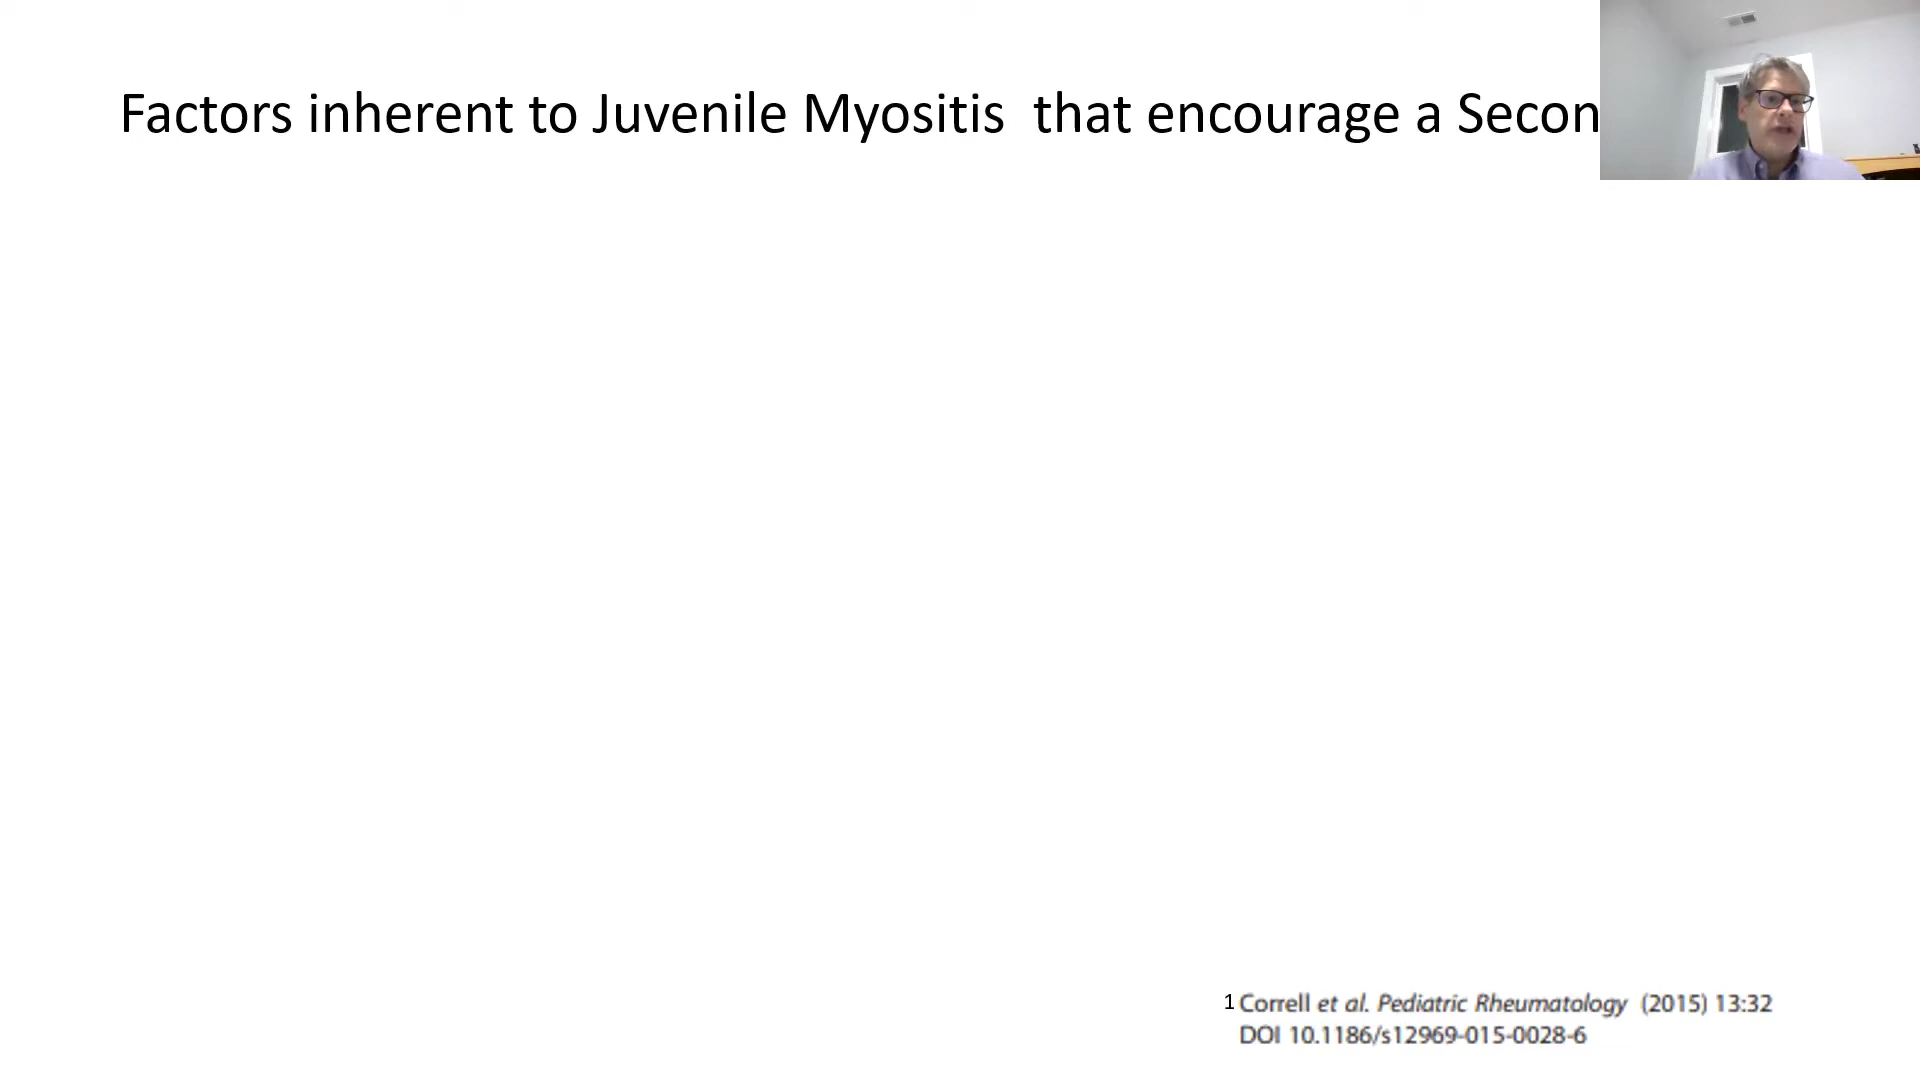 Factors inherent to Juvenile Myositis that encourage a Secon
1 Correll et al. Pediatric Rheumatology (2015) 13:32
DOI 10.1186/s12969-015-0028-6